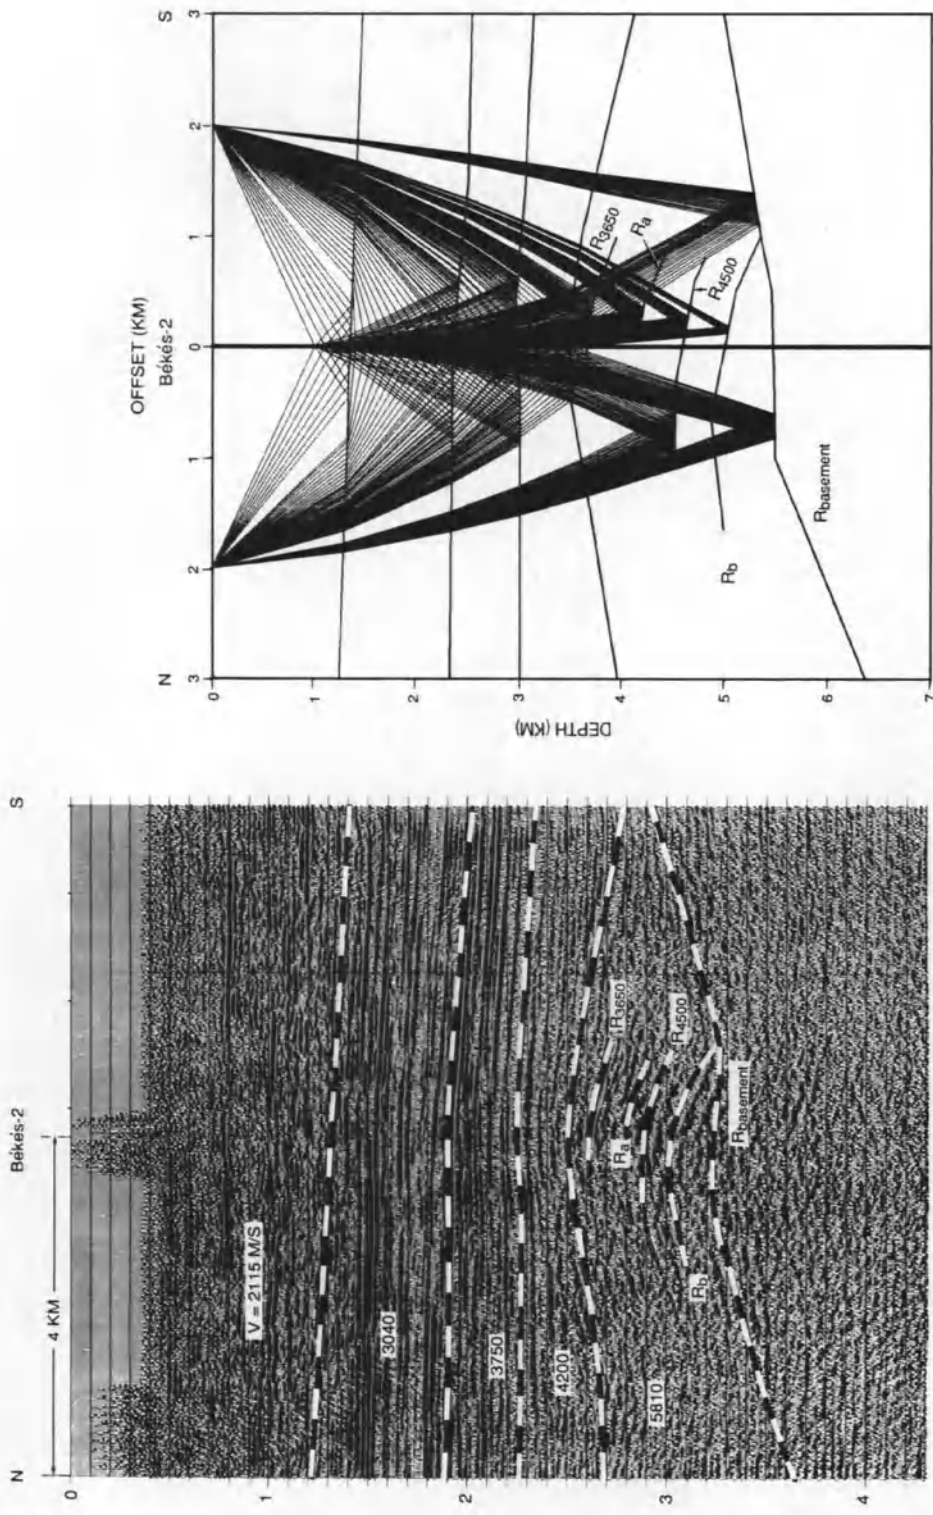 N
Békés-2
S
4 KM
0
V = 2115 M/S
1
3040
2
3750
4200
R3650
Ra
R4500
5810
3
Rb
Rbasement
4
OFFSET (KM)
N
Békés-2
S
3
2
1
0
1
2
3
0
1
2
3
4
5
6
7
DEPTH (KM)
R3650
Ra
R4500
Rb
Rbasement